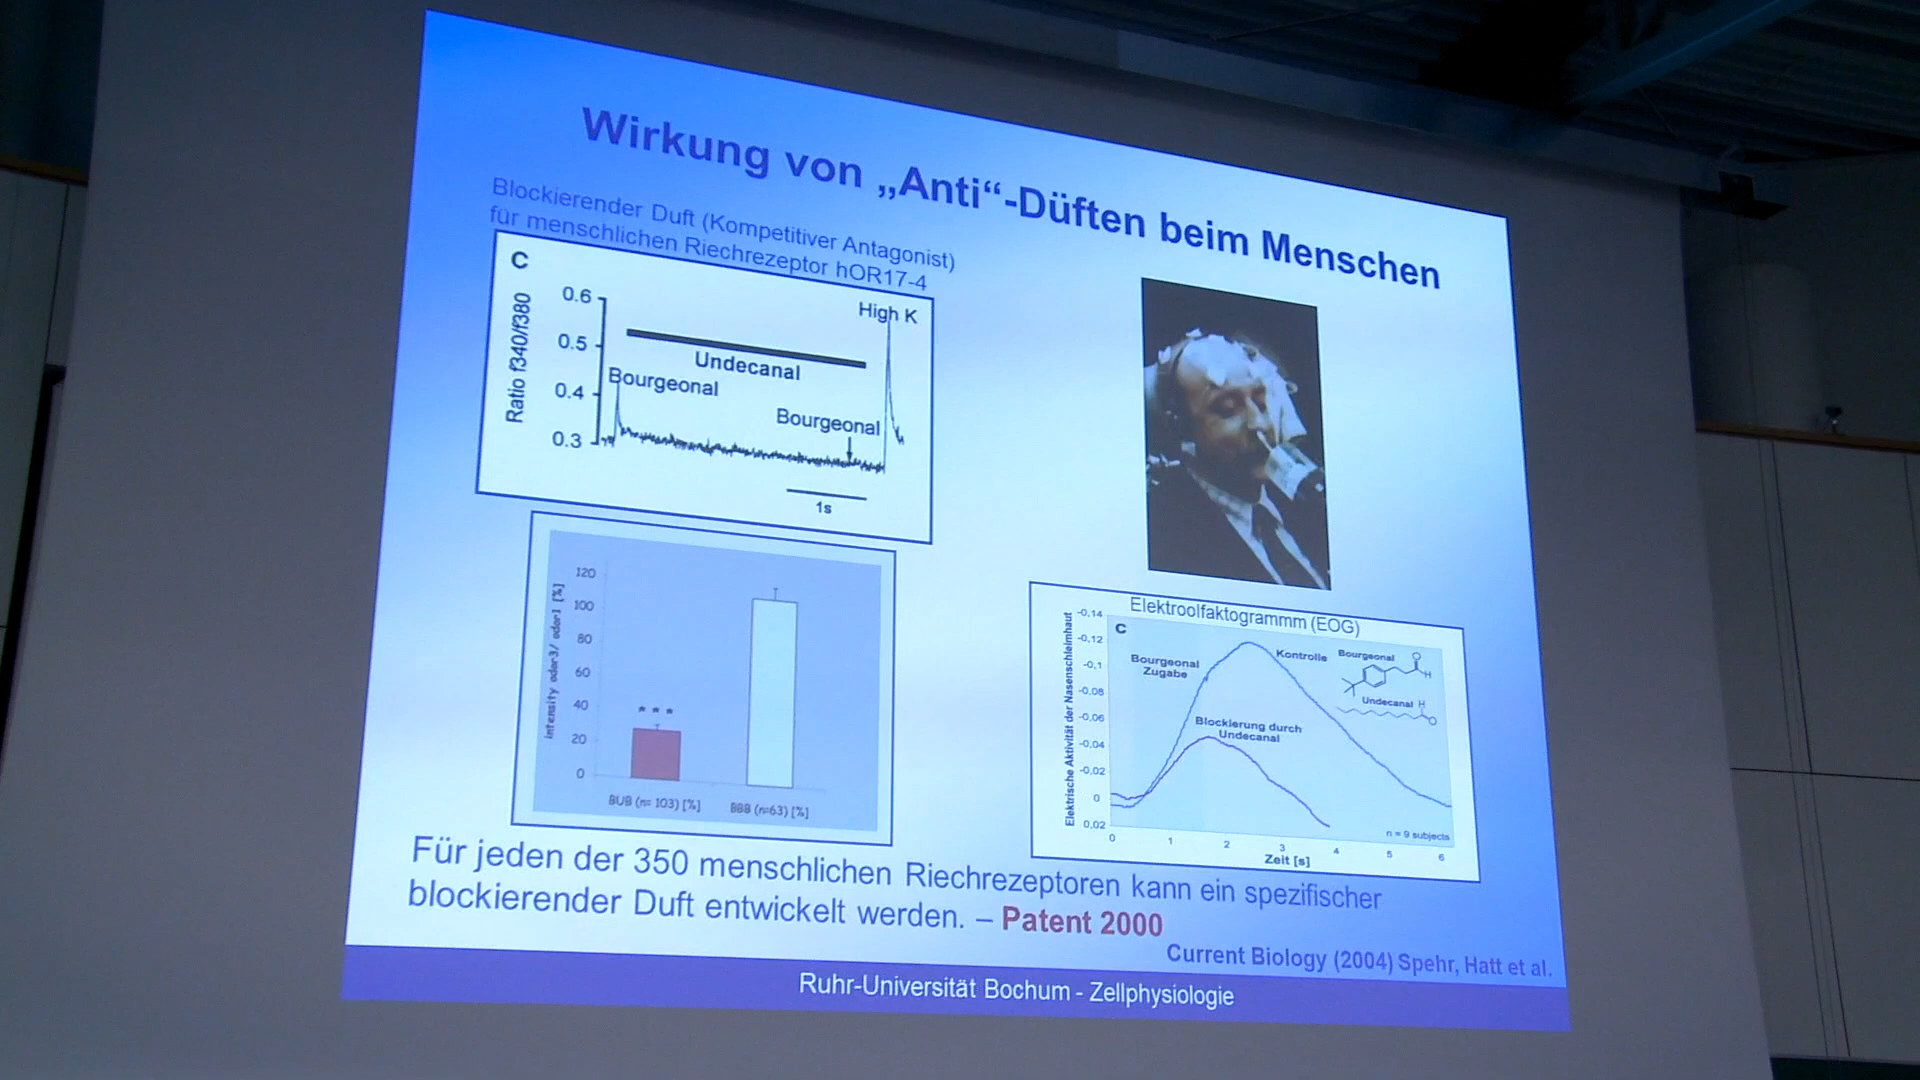 Wirkung von „Anti“-Düften beim Menschen
Blockierender Duft (Kompetitiver Antagonist)
für menschlichen Riechrezeptor hOR17-4
C
Ratio f340/f380
0.6
0.5
0.4
0.3
High K
Undecanal
Bourgeonal
Bourgeonal
1s
intensity odor3/ odor1 [%]
120
100
80
60
40
20
0
* * *
BUB (n= 103) [%]
BBB (n=63) [%]
Elektroolfaktogrammm (EOG)
C
Elektrische Aktivität der Nasenschleimhaut
-0,14
-0,12
-0,1
-0,08
-0,06
-0,04
-0,02
0
0,02
Bourgeonal
Zugabe
Kontrolle
Bourgeonal
O
H
Undecanal
H
O
Blockierung durch
Undecanal
n = 9 subjects
0 1 2 3 4 5 6
Zeit [s]
Für jeden der 350 menschlichen Riechrezeptoren kann ein spezifischer
blockierender Duft entwickelt werden. – Patent 2000
Current Biology (2004) Spehr, Hatt et al.
Ruhr-Universität Bochum - Zellphysiologie